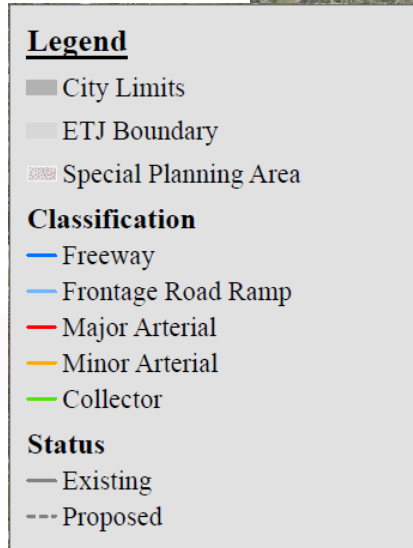 Legend
City Limits
ETJ Boundary
Special Planning Area
Classification
Freeway
Frontage Road Ramp
Major Arterial
Minor Arterial
Collector
Status
Existing
Proposed